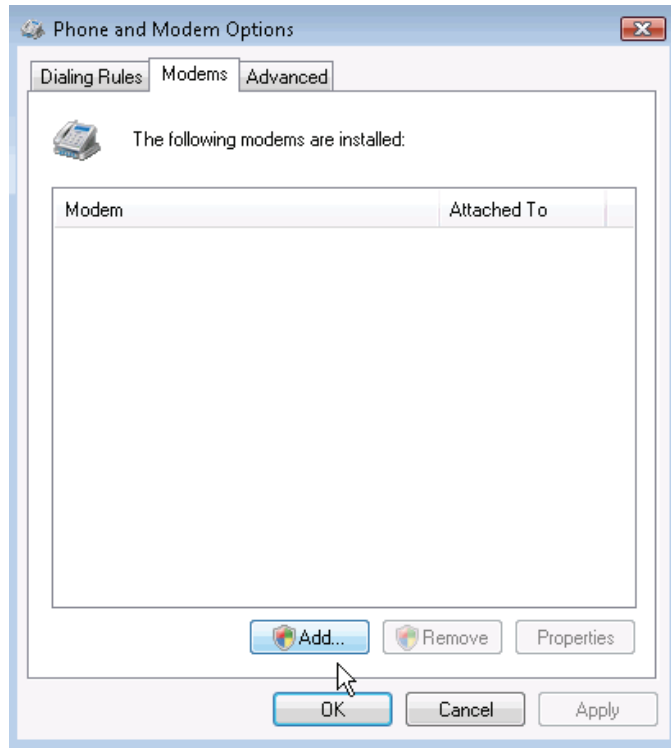 Phone and Modem Options
Dialing Rules Modems Advanced
The following modems are installed:
Modem Attached To
Add... Remove Properties
OK Cancel Apply